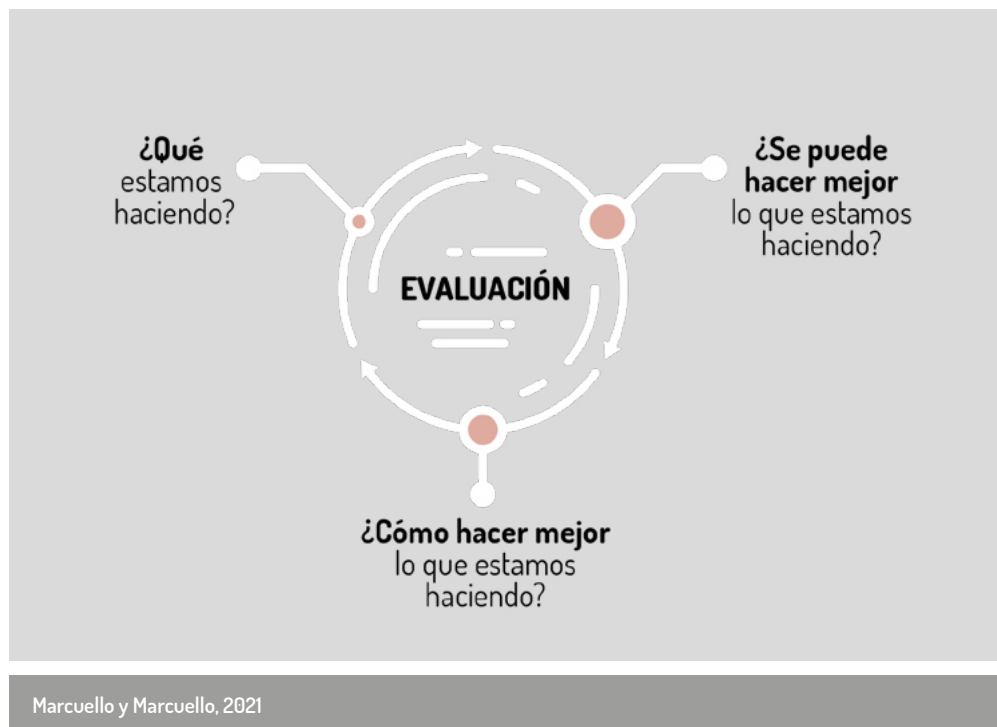 ¿Qué
estamos
haciendo?
¿Se puede
hacer mejor
lo que estamos
haciendo?
EVALUACIÓN
¿Cómo hacer mejor
lo que estamos
haciendo?
Marcuello y Marcuello, 2021